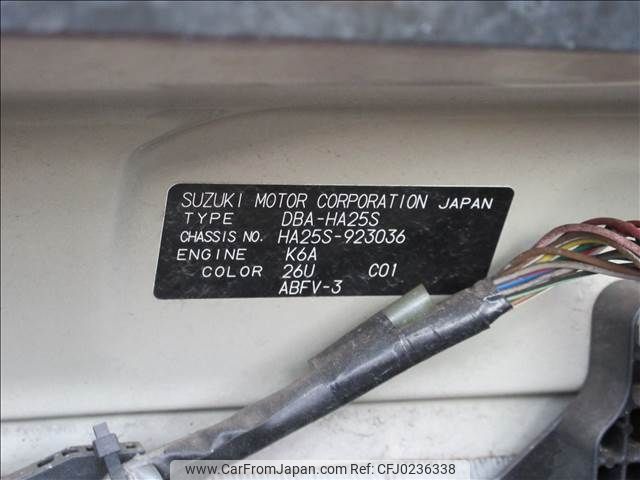 SUZUKI MOTOR CORPORATION JAPAN
TYPE DBA-HA25S
CHASSIS NO. HA25S-923036
ENGINE K6A
COLOR 26U C01
ABFV-3
www.CarFromJapan.com | © CarFromJapan | Ref. CFJ0236338